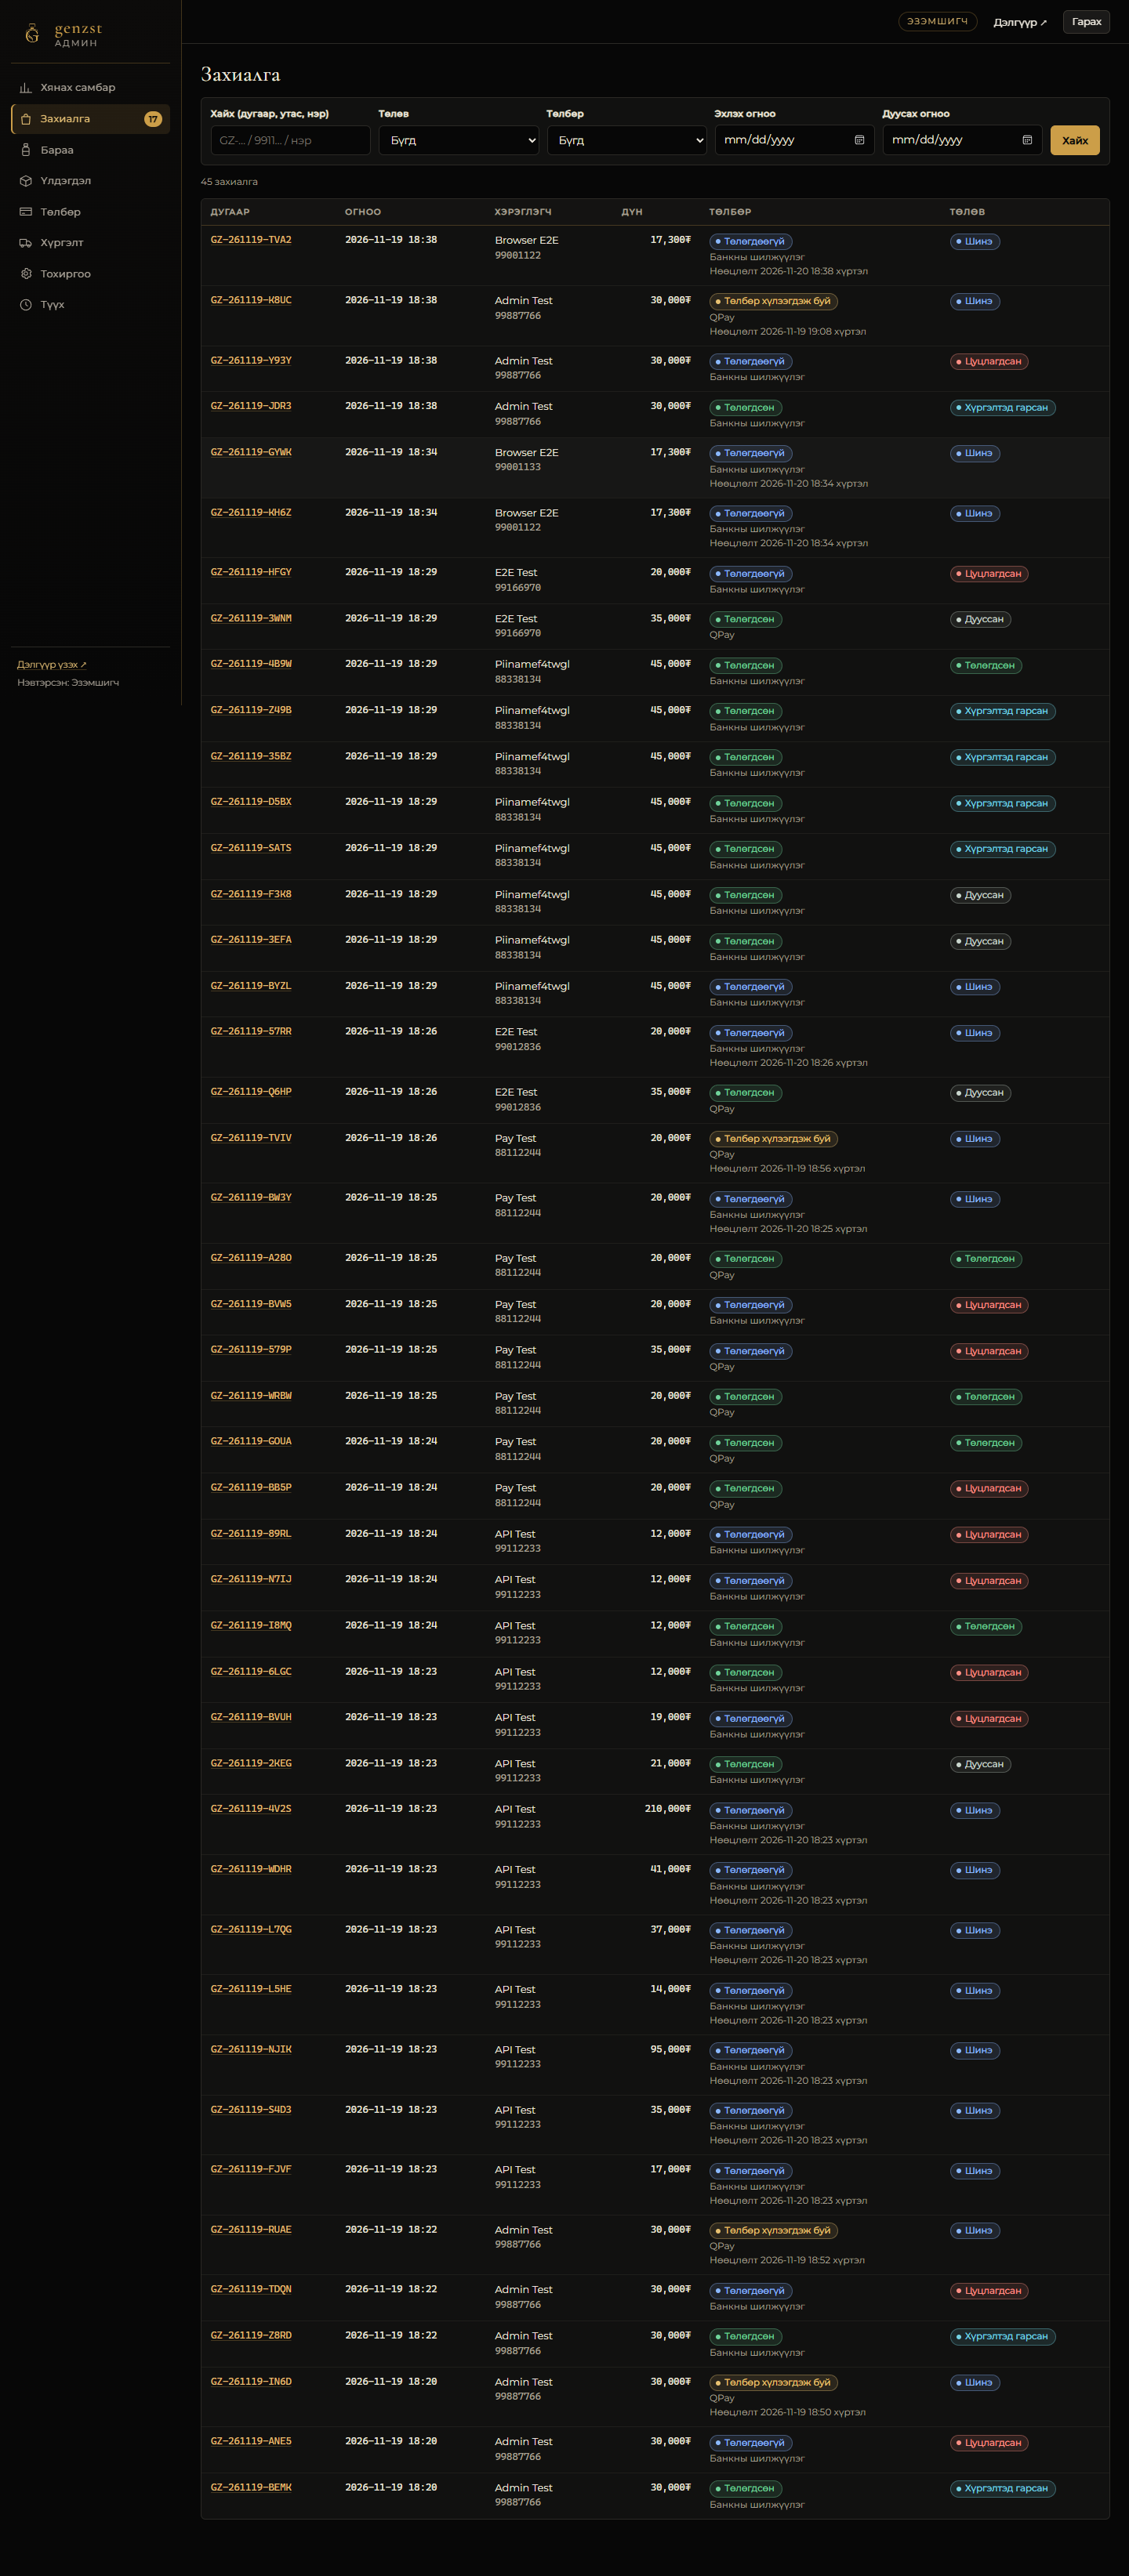 genzst
АДМИН
ЭЗЭМШИГЧ
Дэлгүүр ↗
Гарах
Хянах самбар
Захиалга
17
Бараа
Үлдэгдэл
Төлбөр
Хүргэлт
Тохиргоо
Түүх
Дэлгүүр үзэх ↗
Нэвтэрсэн: Эзэмшигч
Захиалга
Хайх (дугаар, утас, нэр) Төлөв Төлбөр Эхлэх огноо Дуусах огноо
GZ-... / 9911... / нэр Бүгд Бүгд mm/dd/yyyy mm/dd/yyyy Хайх
45 захиалга
ДУГААР ОГНОО ХЭРЭГЛЭГЧ ДҮН ТӨЛБӨР ТӨЛӨВ
GZ-261119-TVA2 2026-11-19 18:38 Browser E2E 17,300₮ Төлөгдөөгүй Шинэ
99001122 Банкны шилжүүлэг
Нөөцлөлт 2026-11-20 18:38 хүртэл
GZ-261119-K8UC 2026-11-19 18:38 Admin Test 30,000₮ Төлбөр хүлээгдэж буй Шинэ
99887766 QPay
Нөөцлөлт 2026-11-19 19:08 хүртэл
GZ-261119-Y93Y 2026-11-19 18:38 Admin Test 30,000₮ Төлөгдөөгүй Цуцлагдсан
99887766 Банкны шилжүүлэг
GZ-261119-JDR3 2026-11-19 18:38 Admin Test 30,000₮ Төлөгдсөн Хүргэлтэд гарсан
99887766 Банкны шилжүүлэг
GZ-261119-GYWK 2026-11-19 18:34 Browser E2E 17,300₮ Төлөгдөөгүй Шинэ
99001133 Банкны шилжүүлэг
Нөөцлөлт 2026-11-20 18:34 хүртэл
GZ-261119-KH6Z 2026-11-19 18:34 Browser E2E 17,300₮ Төлөгдөөгүй Шинэ
99001122 Банкны шилжүүлэг
Нөөцлөлт 2026-11-20 18:34 хүртэл
GZ-261119-HFGY 2026-11-19 18:29 E2E Test 20,000₮ Төлөгдөөгүй Цуцлагдсан
99166970 Банкны шилжүүлэг
GZ-261119-3WNM 2026-11-19 18:29 E2E Test 35,000₮ Төлөгдсөн Дууссан
99166970 QPay
GZ-261119-4B9W 2026-11-19 18:29 Piinamef4twgl 45,000₮ Төлөгдсөн Төлөгдсөн
88338134 Банкны шилжүүлэг
GZ-261119-Z49B 2026-11-19 18:29 Piinamef4twgl 45,000₮ Төлөгдсөн Хүргэлтэд гарсан
88338134 Банкны шилжүүлэг
GZ-261119-35BZ 2026-11-19 18:29 Piinamef4twgl 45,000₮ Төлөгдсөн Хүргэлтэд гарсан
88338134 Банкны шилжүүлэг
GZ-261119-D5BX 2026-11-19 18:29 Piinamef4twgl 45,000₮ Төлөгдсөн Хүргэлтэд гарсан
88338134 Банкны шилжүүлэг
GZ-261119-SATS 2026-11-19 18:29 Piinamef4twgl 45,000₮ Төлөгдсөн Хүргэлтэд гарсан
88338134 Банкны шилжүүлэг
GZ-261119-F3K8 2026-11-19 18:29 Piinamef4twgl 45,000₮ Төлөгдсөн Дууссан
88338134 Банкны шилжүүлэг
GZ-261119-3EFA 2026-11-19 18:29 Piinamef4twgl 45,000₮ Төлөгдсөн Дууссан
88338134 Банкны шилжүүлэг
GZ-261119-BYZL 2026-11-19 18:29 Piinamef4twgl 45,000₮ Төлөгдөөгүй Шинэ
88338134 Банкны шилжүүлэг
GZ-261119-57RR 2026-11-19 18:26 E2E Test 20,000₮ Төлөгдөөгүй Шинэ
99012836 Банкны шилжүүлэг
Нөөцлөлт 2026-11-20 18:26 хүртэл
GZ-261119-Q6HP 2026-11-19 18:26 E2E Test 35,000₮ Төлөгдсөн Дууссан
99012836 QPay
GZ-261119-TVIV 2026-11-19 18:26 Pay Test 20,000₮ Төлбөр хүлээгдэж буй Шинэ
88112244 QPay
Нөөцлөлт 2026-11-19 18:56 хүртэл
GZ-261119-BW3Y 2026-11-19 18:25 Pay Test 20,000₮ Төлөгдөөгүй Шинэ
88112244 Банкны шилжүүлэг
Нөөцлөлт 2026-11-20 18:25 хүртэл
GZ-261119-A28O 2026-11-19 18:25 Pay Test 20,000₮ Төлөгдсөн Төлөгдсөн
88112244 QPay
GZ-261119-BVW5 2026-11-19 18:25 Pay Test 20,000₮ Төлөгдөөгүй Цуцлагдсан
88112244 Банкны шилжүүлэг
GZ-261119-579P 2026-11-19 18:25 Pay Test 35,000₮ Төлөгдөөгүй Цуцлагдсан
88112244 QPay
GZ-261119-WRBW 2026-11-19 18:25 Pay Test 20,000₮ Төлөгдсөн Төлөгдсөн
88112244 QPay
GZ-261119-GOUA 2026-11-19 18:24 Pay Test 20,000₮ Төлөгдсөн Төлөгдсөн
88112244 QPay
GZ-261119-BB5P 2026-11-19 18:24 Pay Test 20,000₮ Төлөгдсөн Цуцлагдсан
88112244 QPay
GZ-261119-89RL 2026-11-19 18:24 API Test 12,000₮ Төлөгдөөгүй Цуцлагдсан
99112233 Банкны шилжүүлэг
GZ-261119-N7IJ 2026-11-19 18:24 API Test 12,000₮ Төлөгдөөгүй Цуцлагдсан
99112233 Банкны шилжүүлэг
GZ-261119-I8MQ 2026-11-19 18:24 API Test 12,000₮ Төлөгдсөн Төлөгдсөн
99112233 Банкны шилжүүлэг
GZ-261119-6LGC 2026-11-19 18:23 API Test 12,000₮ Төлөгдсөн Цуцлагдсан
99112233 Банкны шилжүүлэг
GZ-261119-BVUH 2026-11-19 18:23 API Test 19,000₮ Төлөгдөөгүй Цуцлагдсан
99112233 Банкны шилжүүлэг
GZ-261119-2KEG 2026-11-19 18:23 API Test 21,000₮ Төлөгдсөн Дууссан
99112233 Банкны шилжүүлэг
GZ-261119-4V2S 2026-11-19 18:23 API Test 210,000₮ Төлөгдөөгүй Шинэ
99112233 Банкны шилжүүлэг
Нөөцлөлт 2026-11-20 18:23 хүртэл
GZ-261119-WDHR 2026-11-19 18:23 API Test 41,000₮ Төлөгдөөгүй Шинэ
99112233 Банкны шилжүүлэг
Нөөцлөлт 2026-11-20 18:23 хүртэл
GZ-261119-L7QG 2026-11-19 18:23 API Test 37,000₮ Төлөгдөөгүй Шинэ
99112233 Банкны шилжүүлэг
Нөөцлөлт 2026-11-20 18:23 хүртэл
GZ-261119-L5HE 2026-11-19 18:23 API Test 14,000₮ Төлөгдөөгүй Шинэ
99112233 Банкны шилжүүлэг
Нөөцлөлт 2026-11-20 18:23 хүртэл
GZ-261119-NJIK 2026-11-19 18:23 API Test 95,000₮ Төлөгдөөгүй Шинэ
99112233 Банкны шилжүүлэг
Нөөцлөлт 2026-11-20 18:23 хүртэл
GZ-261119-S4D3 2026-11-19 18:23 API Test 35,000₮ Төлөгдөөгүй Шинэ
99112233 Банкны шилжүүлэг
Нөөцлөлт 2026-11-20 18:23 хүртэл
GZ-261119-FJVF 2026-11-19 18:23 API Test 17,000₮ Төлөгдөөгүй Шинэ
99112233 Банкны шилжүүлэг
Нөөцлөлт 2026-11-20 18:23 хүртэл
GZ-261119-RUAE 2026-11-19 18:22 Admin Test 30,000₮ Төлбөр хүлээгдэж буй Шинэ
99887766 QPay
Нөөцлөлт 2026-11-19 18:52 хүртэл
GZ-261119-TDQN 2026-11-19 18:22 Admin Test 30,000₮ Төлөгдөөгүй Цуцлагдсан
99887766 Банкны шилжүүлэг
GZ-261119-Z8RD 2026-11-19 18:22 Admin Test 30,000₮ Төлөгдсөн Хүргэлтэд гарсан
99887766 Банкны шилжүүлэг
GZ-261119-IN6D 2026-11-19 18:20 Admin Test 30,000₮ Төлбөр хүлээгдэж буй Шинэ
99887766 QPay
Нөөцлөлт 2026-11-19 18:50 хүртэл
GZ-261119-ANE5 2026-11-19 18:20 Admin Test 30,000₮ Төлөгдөөгүй Цуцлагдсан
99887766 Банкны шилжүүлэг
GZ-261119-BEMK 2026-11-19 18:20 Admin Test 30,000₮ Төлөгдсөн Хүргэлтэд гарсан
99887766 Банкны шилжүүлэг